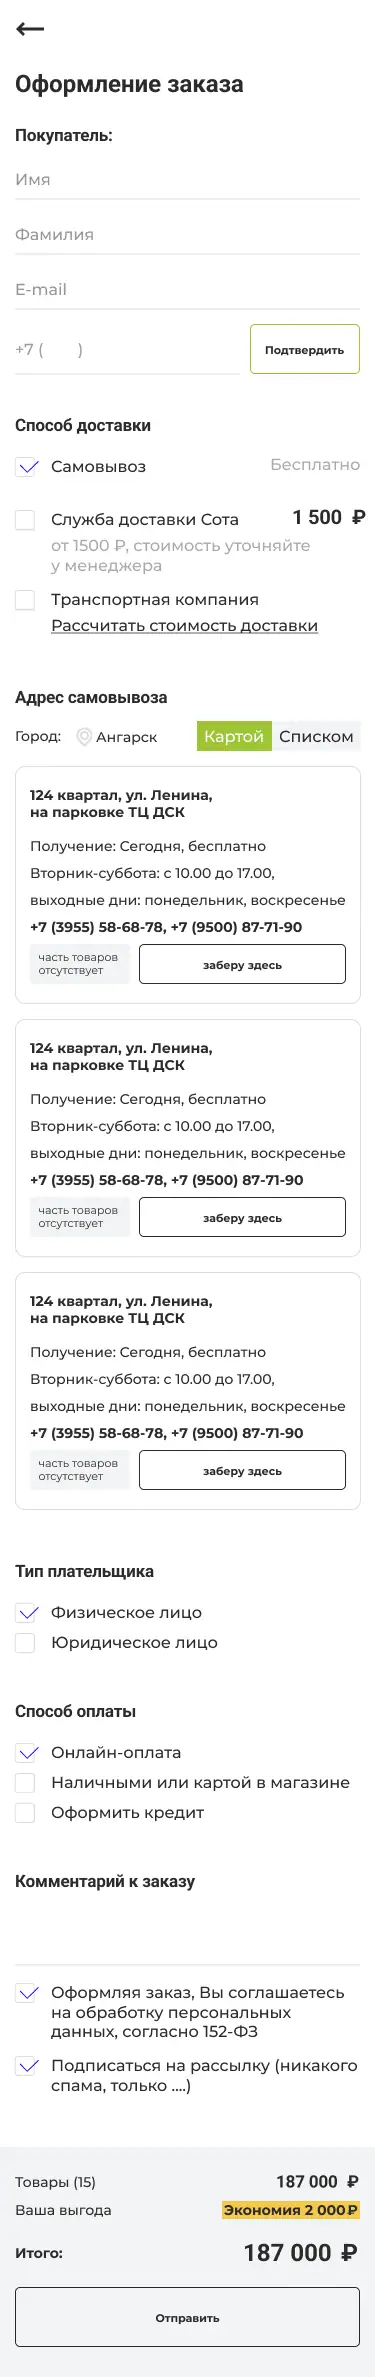 Оформление заказа
Покупатель:
Имя
Фамилия
E-mail
+7 (        )
Подтвердить
Способ доставки
Самовывоз
Бесплатно
Служба доставки Сота
1 500 ₽
от 1500 ₽, стоимость уточняйте
у менеджера
Транспортная компания
Рассчитать стоимость доставки
Адрес самовывоза
Город: Ангарск
Картой Списком
124 квартал, ул. Ленина,
на парковке ТЦ ДСК
Получение: Сегодня, бесплатно
Вторник-суббота: с 10.00 до 17.00,
выходные дни: понедельник, воскресенье
+7 (3955) 58-68-78, +7 (9500) 87-71-90
часть товаров
отсутствует
заберу здесь
124 квартал, ул. Ленина,
на парковке ТЦ ДСК
Получение: Сегодня, бесплатно
Вторник-суббота: с 10.00 до 17.00,
выходные дни: понедельник, воскресенье
+7 (3955) 58-68-78, +7 (9500) 87-71-90
часть товаров
отсутствует
заберу здесь
124 квартал, ул. Ленина,
на парковке ТЦ ДСК
Получение: Сегодня, бесплатно
Вторник-суббота: с 10.00 до 17.00,
выходные дни: понедельник, воскресенье
+7 (3955) 58-68-78, +7 (9500) 87-71-90
часть товаров
отсутствует
заберу здесь
Тип плательщика
Физическое лицо
Юридическое лицо
Способ оплаты
Онлайн-оплата
Наличными или картой в магазине
Оформить кредит
Комментарий к заказу
Оформляя заказ, Вы соглашаетесь
на обработку персональных
данных, согласно 152-ФЗ
Подписаться на рассылку (никакого
спама, только ....)
Товары (15) 187 000 ₽
Ваша выгода Экономия 2 000₽
Итого: 187 000 ₽
Отправить